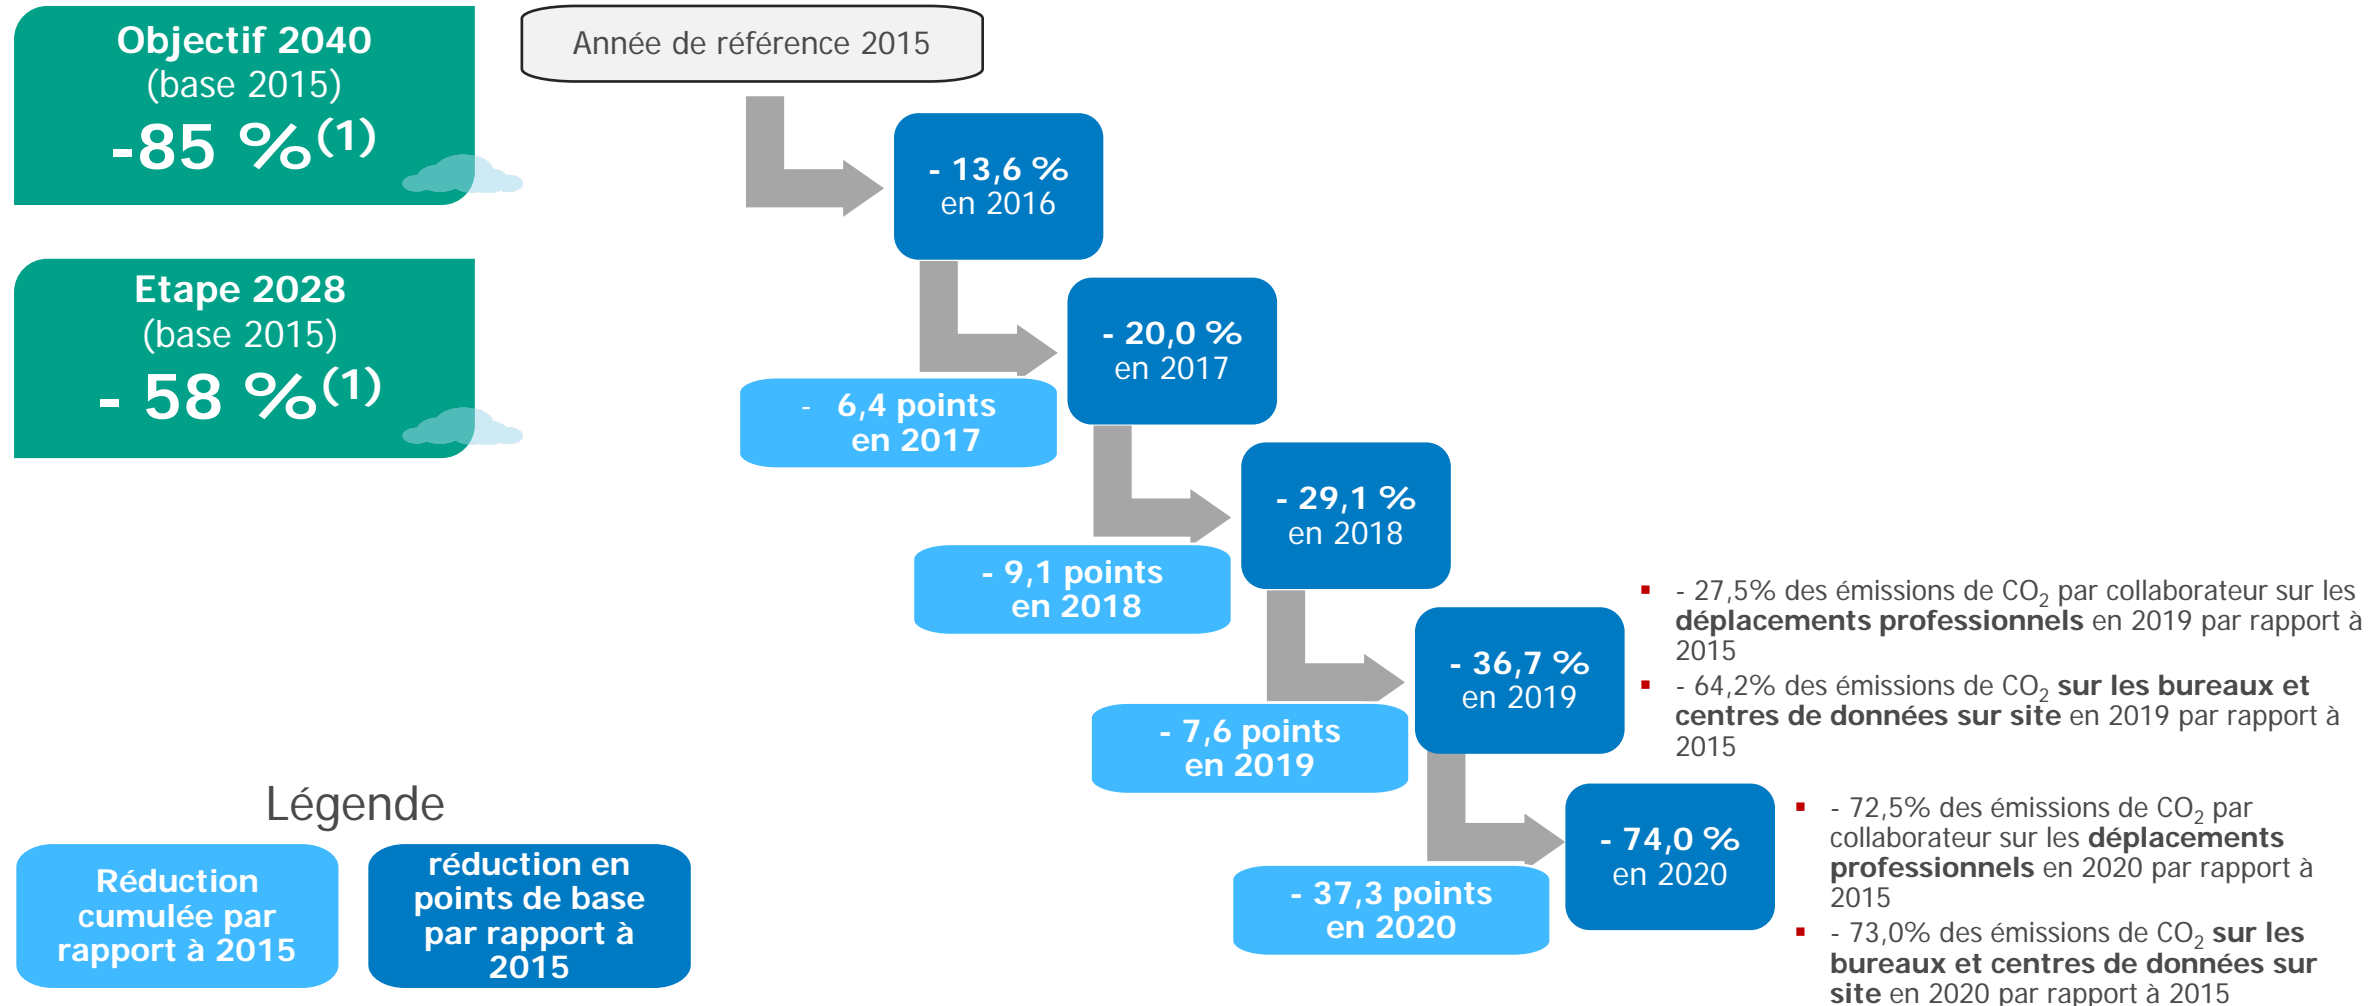 Objectif 2040
(base 2015)
-85 %(1)
Etape 2028
(base 2015)
- 58 %(1)
Année de référence 2015
- 13,6 %
en 2016
- 20,0 %
en 2017
- 6,4 points
en 2017
- 29,1 %
en 2018
- 9,1 points
en 2018
- 36,7 %
en 2019
- 7,6 points
en 2019
▪ - 27,5% des émissions de CO2 par collaborateur sur les
déplacements professionnels en 2019 par rapport à
2015
▪ - 64,2% des émissions de CO2 sur les bureaux et
centres de données sur site en 2019 par rapport à
2015
- 74,0 %
en 2020
- 37,3 points
en 2020
▪ - 72,5% des émissions de CO2 par
collaborateur sur les déplacements
professionnels en 2020 par rapport à
2015
▪ - 73,0% des émissions de CO2 sur les
bureaux et centres de données sur
site en 2020 par rapport à 2015
Légende
Réduction
cumulée par
rapport à 2015
réduction en
points de base
par rapport à
2015